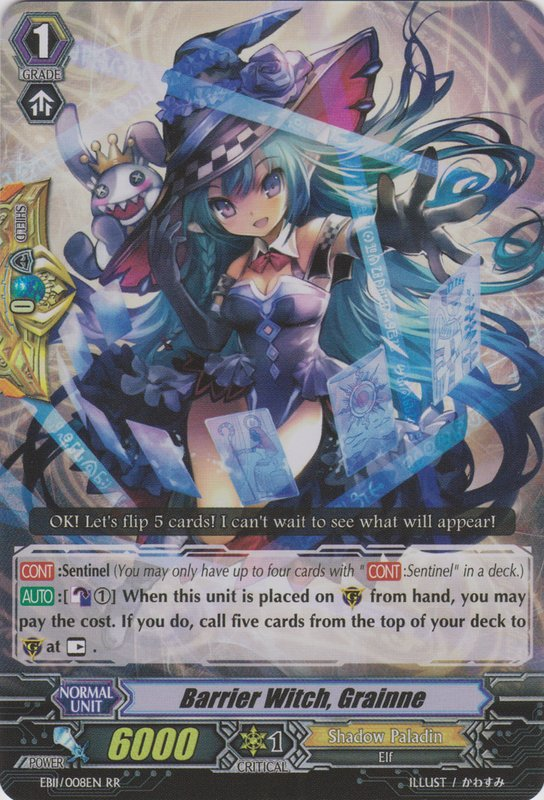 1
GRADE
SHIELD
0
OK! Let's flip 5 cards! I can't wait to see what will appear!
CONT :Sentinel (You may only have up to four cards with "CONT :Sentinel" in a deck.)
AUTO :[①] When this unit is placed on G from hand, you may
pay the cost. If you do, call five cards from the top of your deck to
G at .
NORMAL
UNIT
Barrier Witch, Grainne
POWER
6000
1
CRITICAL
Shadow Paladin
Elf
EB11/008EN RR
ILLUST / かわすみ